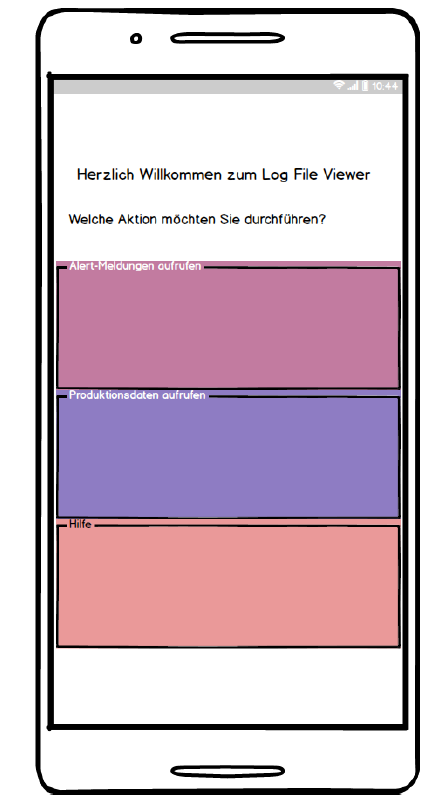 10:44
Herzlich Willkommen zum Log File Viewer
Welche Aktion möchten Sie durchführen?
Alert-Meldungen aufrufen
Produktionsdaten aufrufen
Hilfe